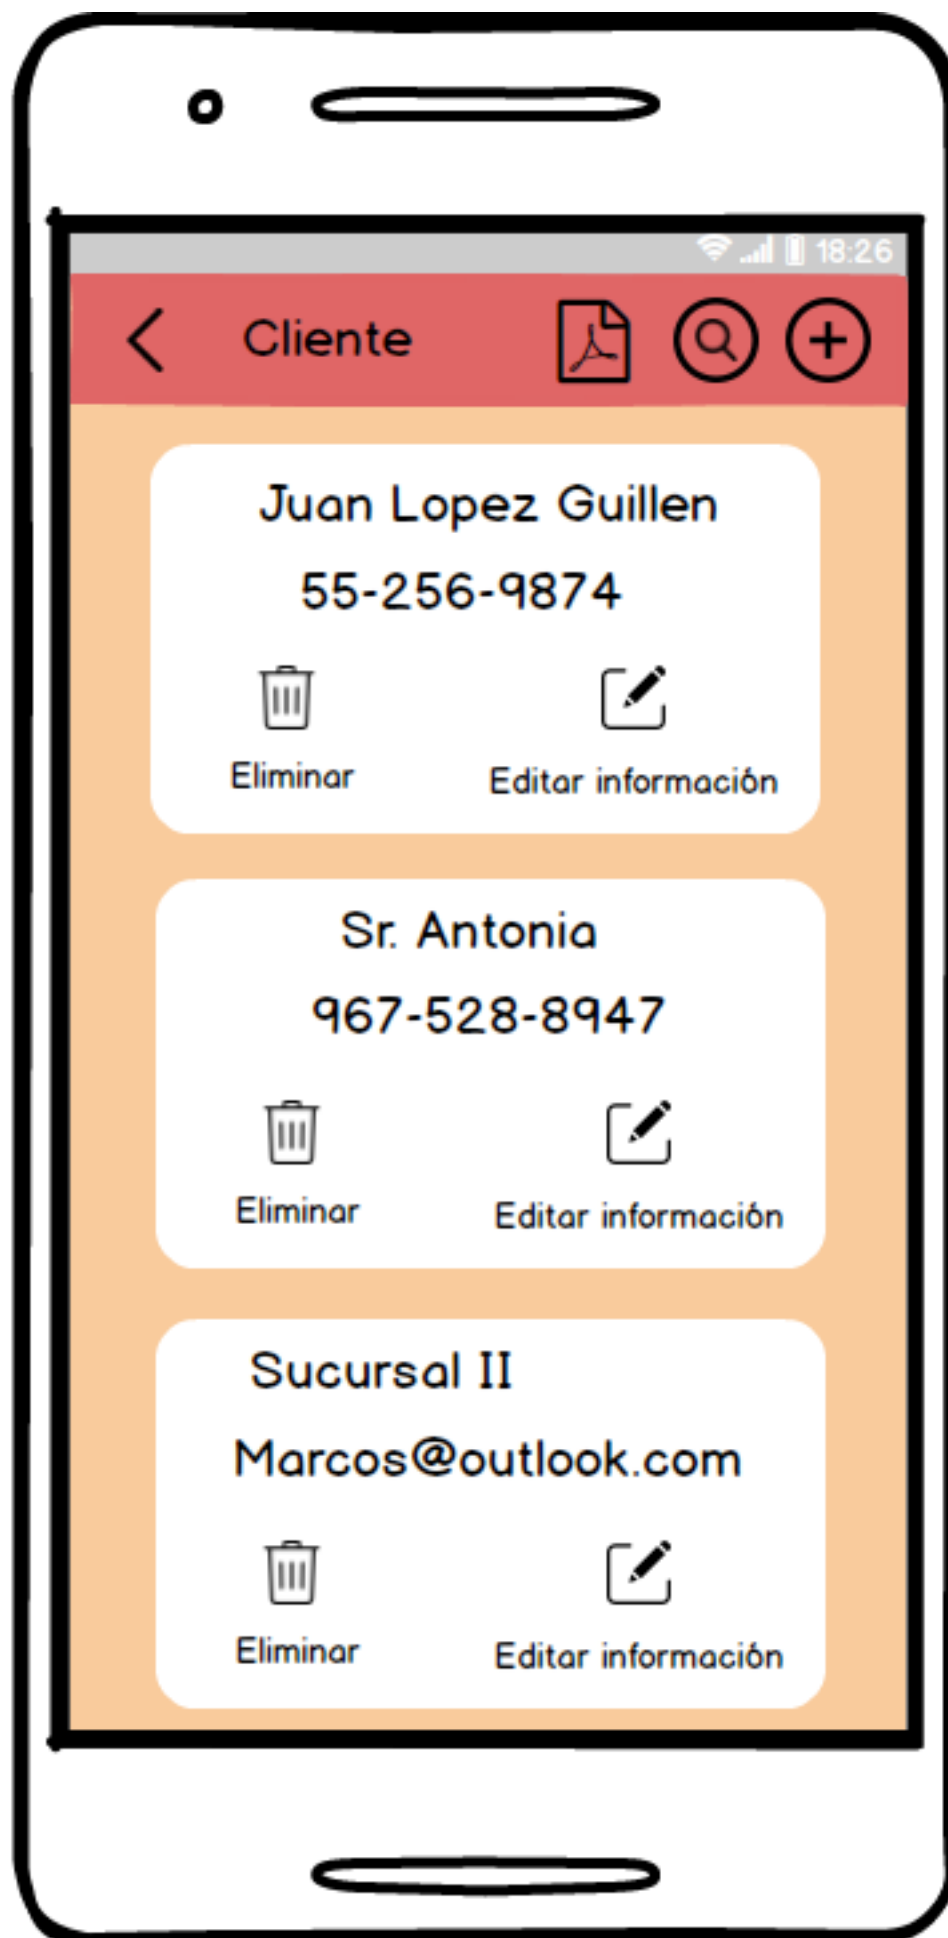 18:26
Cliente
Juan Lopez Guillen
55-256-9874
Eliminar
Editar información
Sr. Antonia
967-528-8947
Eliminar
Editar información
Sucursal II
Marcos@outlook.com
Eliminar
Editar información